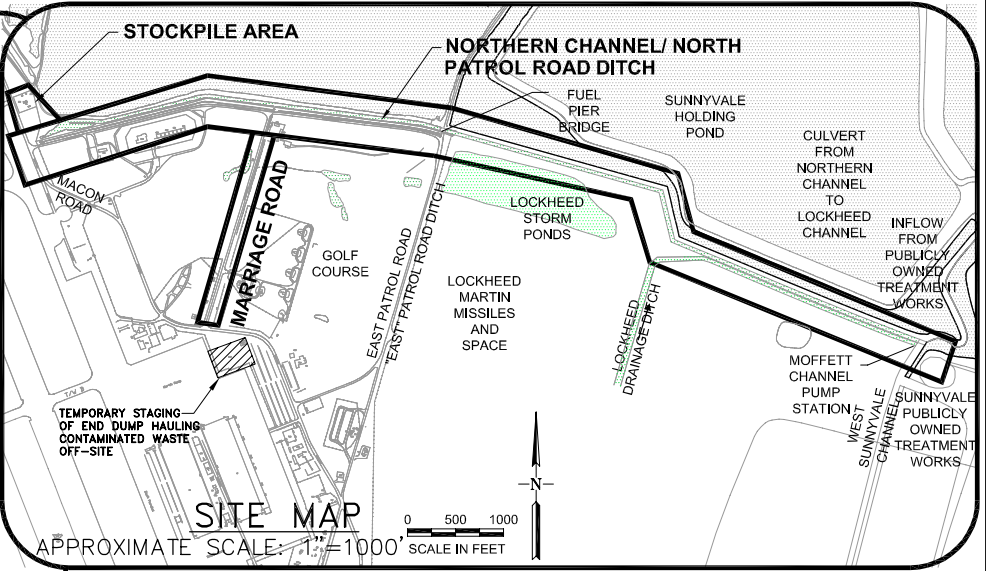 STOCKPILE AREA
NORTHERN CHANNEL/ NORTH
PATROL ROAD DITCH
FUEL
PIER
BRIDGE
SUNNYVALE
HOLDING
POND
CULVERT
FROM
NORTHERN
CHANNEL
TO
LOCKHEED
CHANNEL
INFLOW
FROM
PUBLICLY
OWNED
TREATMENT
WORKS
MACON
ROAD
MARRIAGE ROAD
GOLF
COURSE
EAST PATROL ROAD
"EAST" PATROL ROAD DITCH
LOCKHEED
STORM
PONDS
LOCKHEED
MARTIN
MISSILES
AND
SPACE
LOCKHEED
DRAINAGE DITCH
MOFFETT
CHANNEL
PUMP
STATION
WEST
SUNNYVALE
CHANNEL
SUNNYVALE
PUBLICLY
OWNED
TREATMENT
WORKS
TEMPORARY STAGING
OF END DUMP HAULING
CONTAMINATED WASTE
OFF-SITE
N
SITE MAP
APPROXIMATE SCALE: 1"=1000'
0 500 1000
SCALE IN FEET